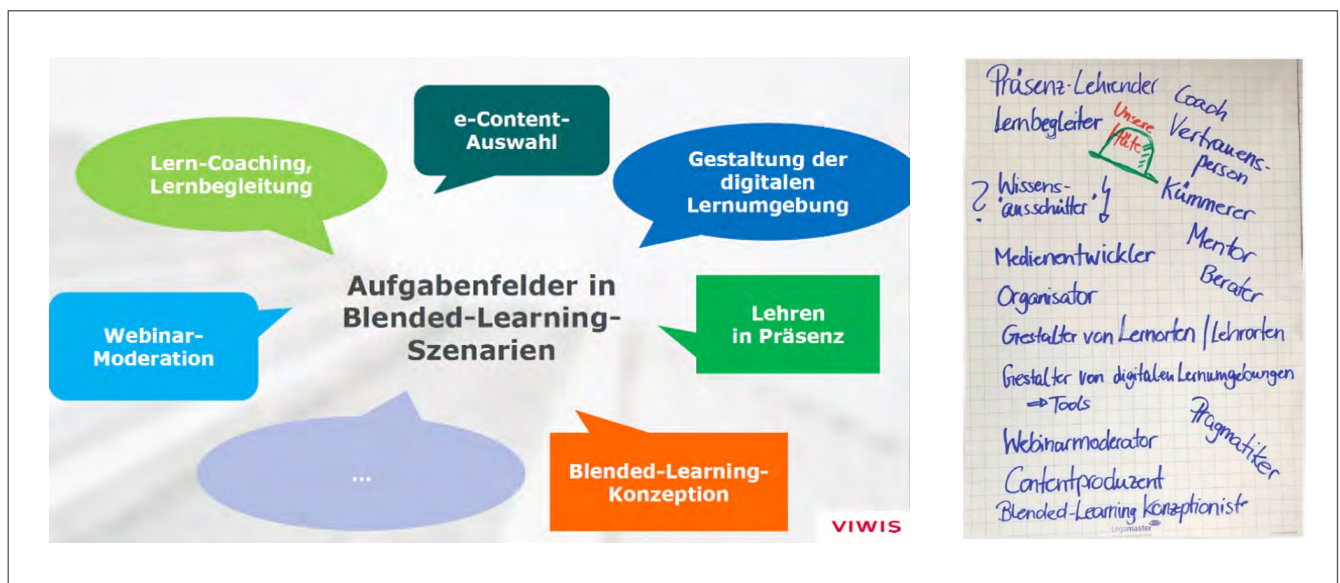 e-Content-
Auswahl
Lern-Coaching,
Lernbegleitung
Gestaltung der
digitalen
Lernumgebung
Aufgabenfelder in
Blended-Learning-
Szenarien
Webinar-
Moderation
Lehren
in Präsenz
...
Blended-Learning-
Konzeption
VIWIS
Präsenz-Lehrender
Lernbegleiter
Unsere
Hüte
Coach
Vertrauens-
person
Kümmerer
? Wissens-
"ausschütter"
Mentor
Berater
Medienentwickler
Organisator
Gestalter von Lernorten / Lehrorten
Gestalter von digitalen Lernumgebungen
⇒ Tools
Pragmatiker
Webinarmoderator
Contentproduzent
Blended-Learning Konzeptionist
Legamaster